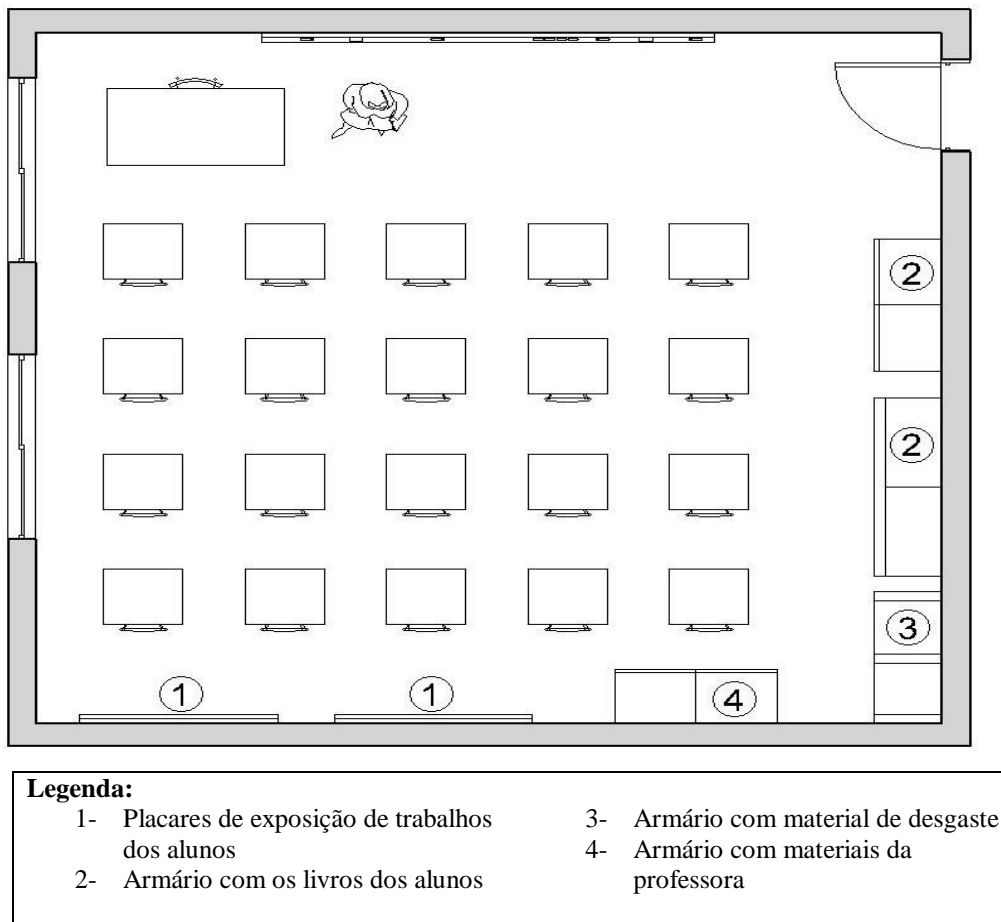 2
2
3
1
1
4
Legenda:
1- Placares de exposição de trabalhos
dos alunos
2- Armário com os livros dos alunos
3- Armário com material de desgaste
4- Armário com materiais da
professora